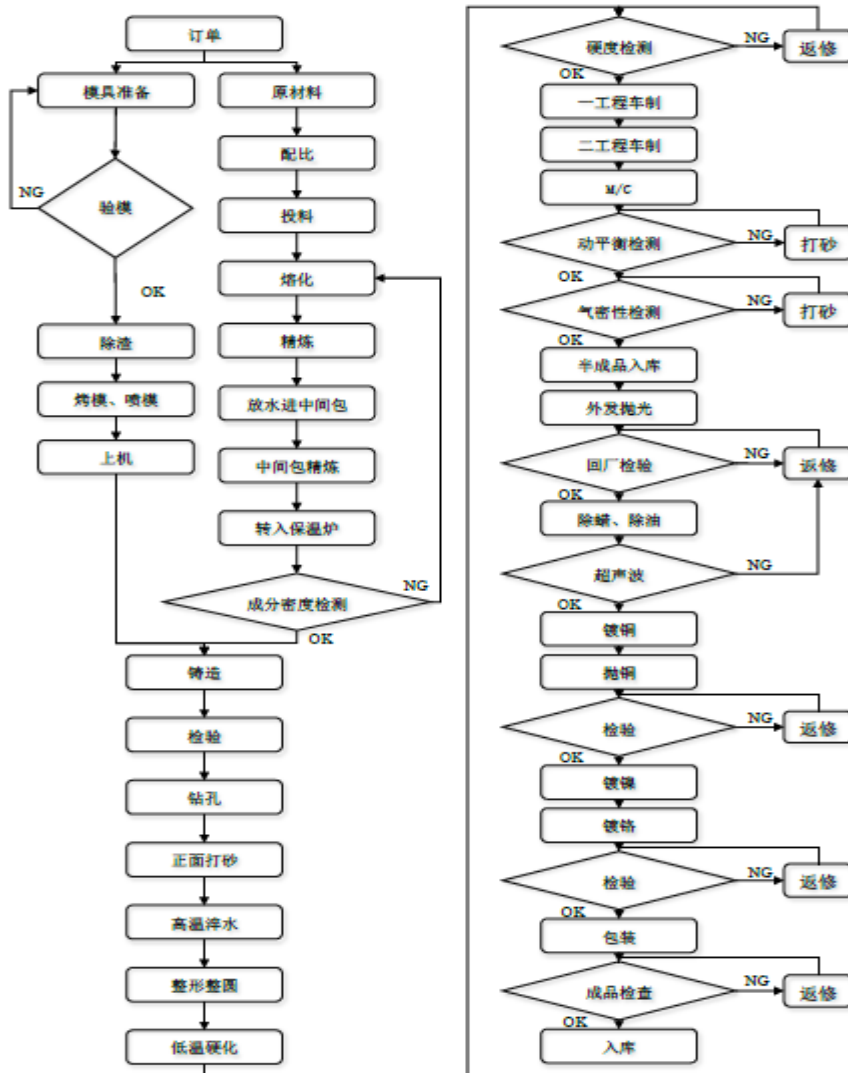 订单
模具准备
原材料
配比
NG
验模
投料
OK
熔化
除渣
精炼
烤模、喷模
放水进中间包
上机
中间包精炼
转入保温炉
成分密度检测
NG
OK
铸造
检验
钻孔
正面打砂
高温淬水
整形整圆
低温硬化
硬度检测
NG
返修
OK
一工程车制
二工程车制
M/C
动平衡检测
NG
打砂
OK
气密性检测
NG
打砂
OK
半成品入库
外发抛光
回厂检验
NG
返修
OK
除蜡、除油
超声波
NG
OK
镀铜
抛铜
检验
NG
返修
OK
镀镍
镀铬
检验
NG
返修
OK
包装
成品检查
NG
返修
OK
入库